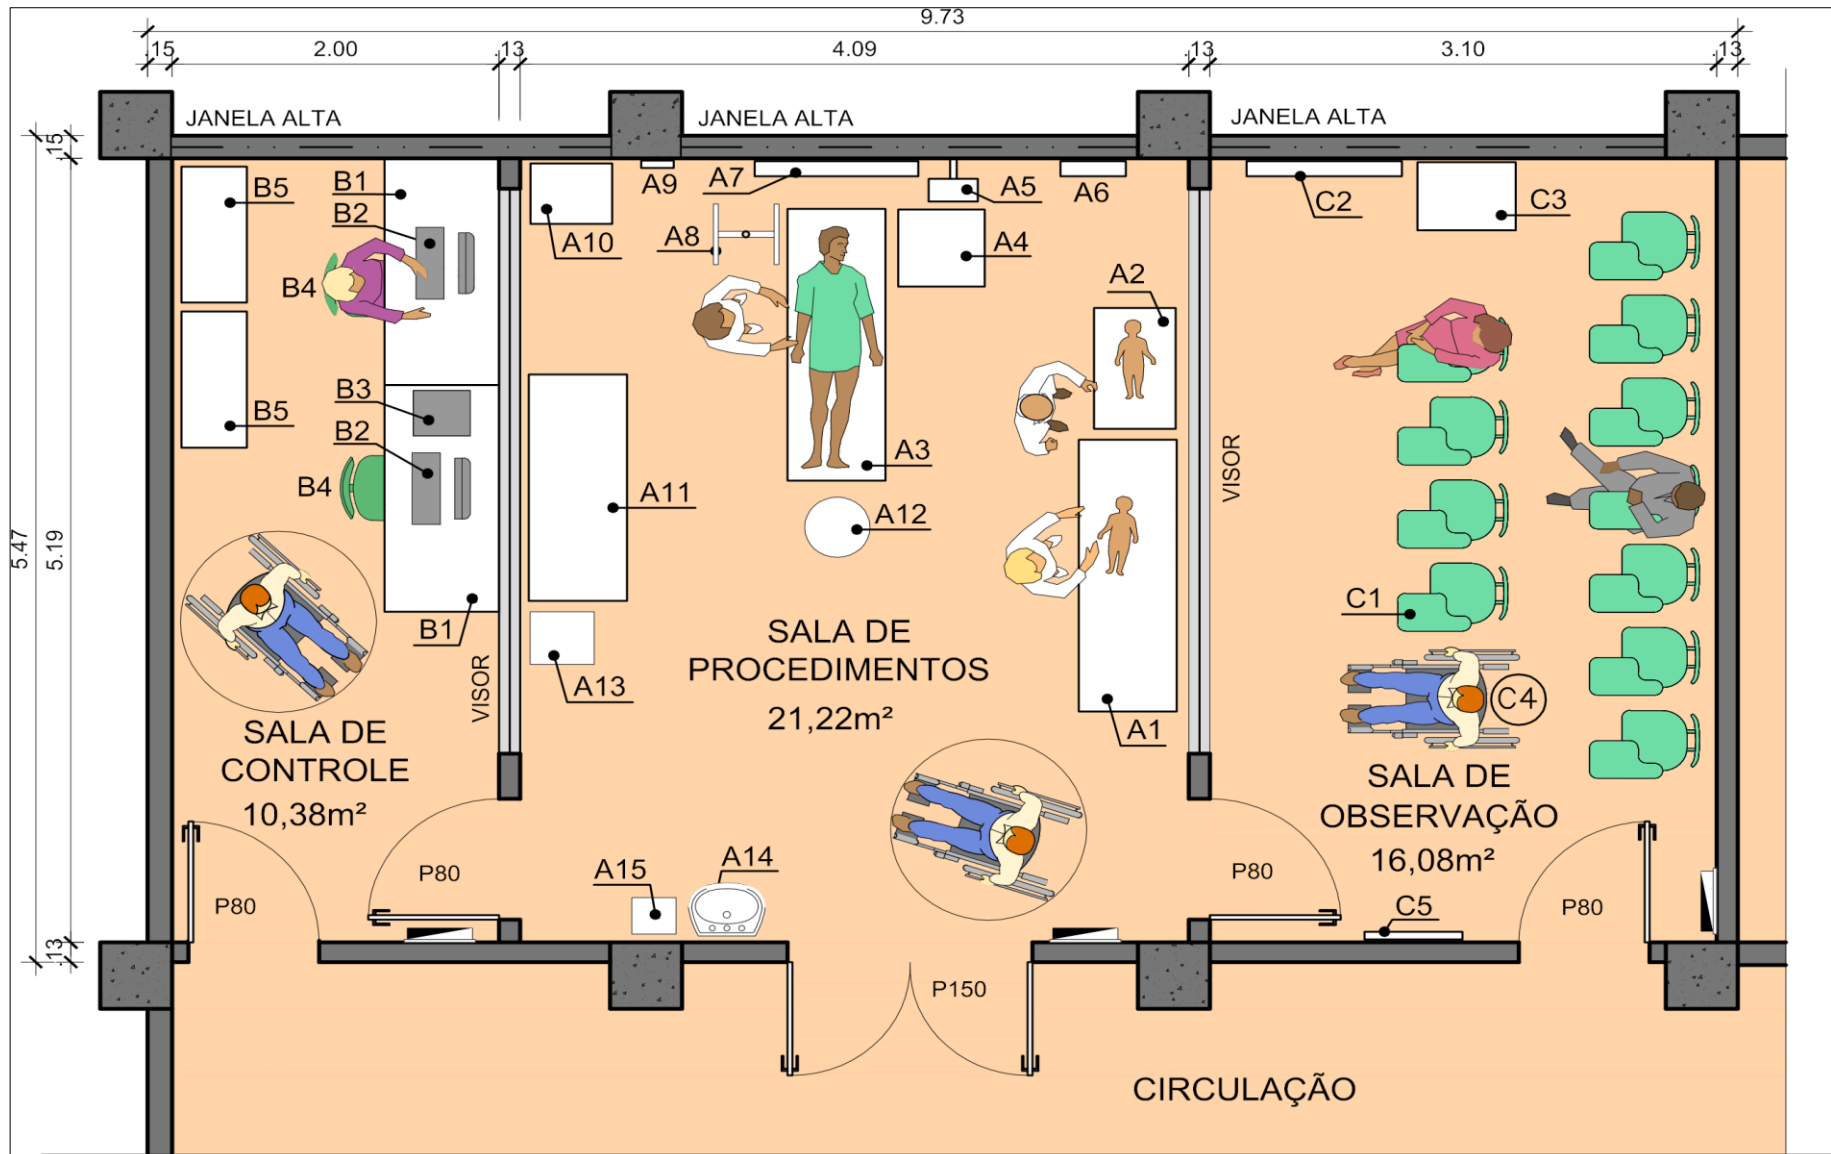 9.73
.15
2.00
.13
4.09
.13
3.10
.13
JANELA ALTA
JANELA ALTA
JANELA ALTA
.15
5.47
5.19
.13
B5
B1
B2
B4
B5
B3
B2
B4
B1
VISOR
SALA DE
CONTROLE
10,38m²
P80
P80
A10
A9
A7
A8
A5
A6
A4
A2
A3
A11
A12
A13
SALA DE
PROCEDIMENTOS
21,22m²
A1
A15
A14
P150
VISOR
C2
C3
C1
C4
SALA DE
OBSERVAÇÃO
16,08m²
P80
C5
P80
CIRCULAÇÃO